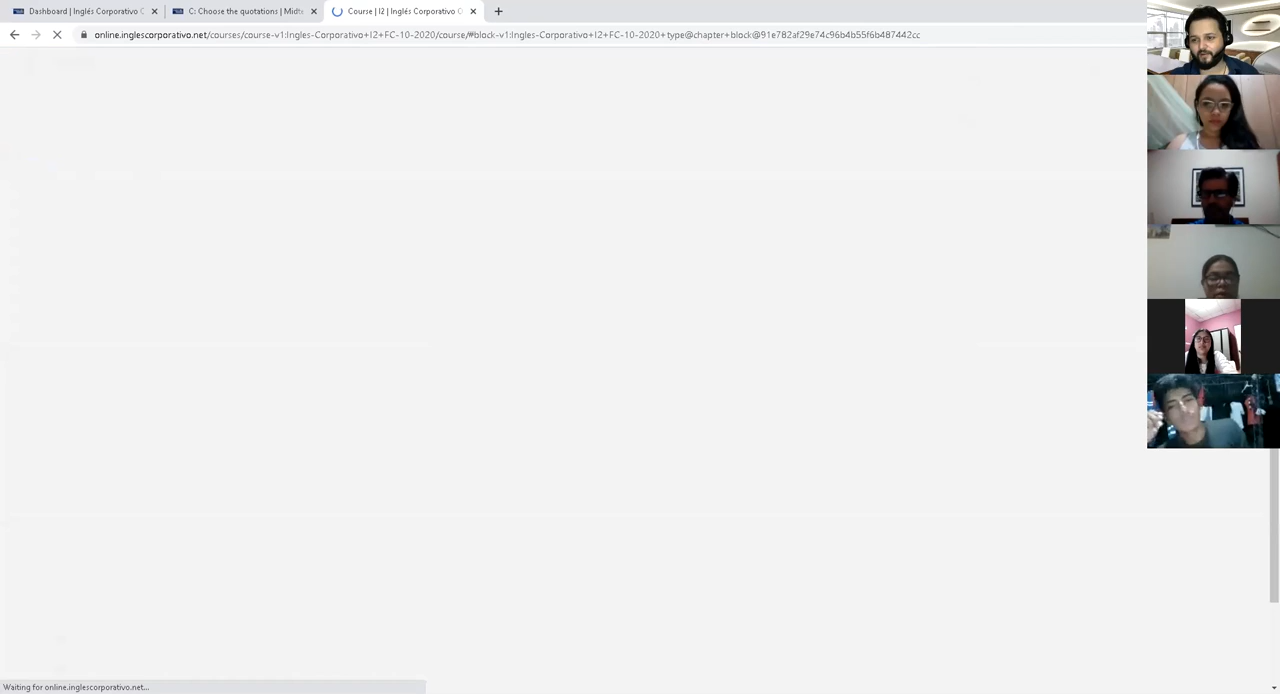 Dashboard | Inglés Corporativo C
C: Choose the quotations | Midte
Course | I2 | Inglés Corporativo O
online.inglescorporativo.net/courses/course-v1:Ingles-Corporativo+I2+FC-10-2020/course/#block-v1:Ingles-Corporativo+I2+FC-10-2020+type@chapter+block@91e782af29e74c96b4b55f6b487442cc
Waiting for online.inglescorporativo.net...